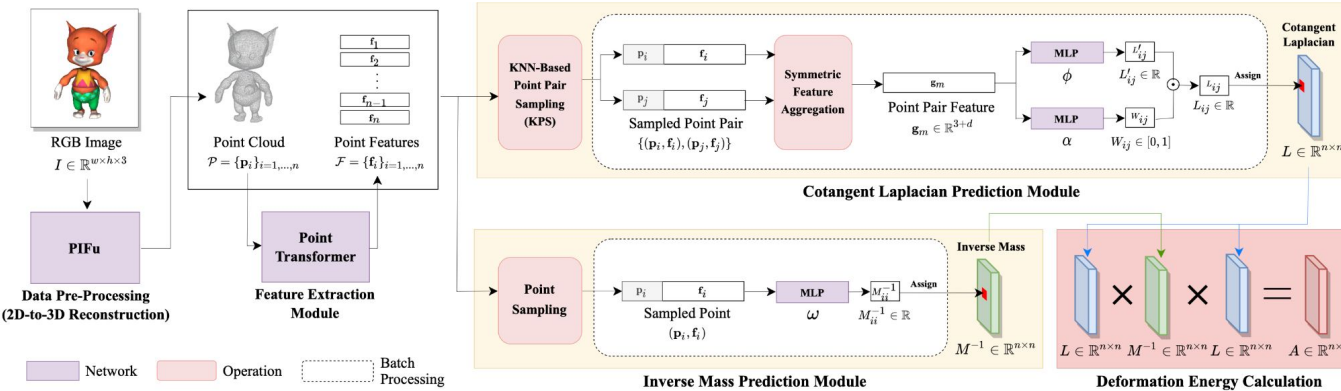 RGB Image
I ∈ ℝ^{w×h×3}
PIFu
Data Pre-Processing
(2D-to-3D Reconstruction)
Point Cloud
𝒫 = {p_i}_{i=1,...,n}
f_1
f_2
⋮
f_{n−1}
f_n
Point Features
ℱ = {f_i}_{i=1,...,n}
Point
Transformer
Feature Extraction
Module
KNN-Based
Point Pair
Sampling
(KPS)
p_i f_i
p_j f_j
Sampled Point Pair
{(p_i, f_i), (p_j, f_j)}
Symmetric
Feature
Aggregation
g_m
Point Pair Feature
g_m ∈ ℝ^{3+d}
MLP
ϕ
L′_{ij}
L′_{ij} ∈ ℝ
MLP
α
W_{ij}
W_{ij} ∈ [0, 1]
⊙
L_{ij}
L_{ij} ∈ ℝ
Assign
Cotangent
Laplacian
L ∈ ℝ^{n×n}
Cotangent Laplacian Prediction Module
Point
Sampling
p_i f_i
Sampled Point
(p_i, f_i)
MLP
ω
M_{ii}^{−1}
M_{ii}^{−1} ∈ ℝ
Assign
Inverse Mass
M^{−1} ∈ ℝ^{n×n}
Inverse Mass Prediction Module
× × =
L ∈ ℝ^{n×n} M^{−1} ∈ ℝ^{n×n} L ∈ ℝ^{n×n} A ∈ ℝ^{n×
Deformation Energy Calculation
Network
Operation
Batch
Processing